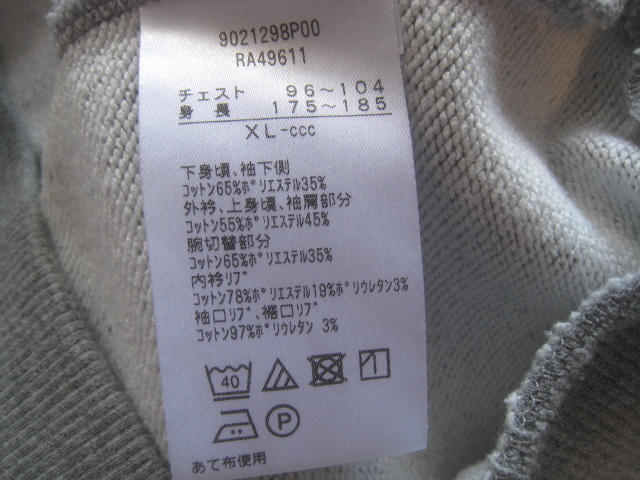 9021298P00
RA49611
チェスト 96～104
身長 175～185
XL-ccc
下身頃、袖下側
コットン65%ポリエステル35%
外衿、上身頃、袖肩部分
コットン55%ポリエステル45%
腕切替部分
コットン65%ポリエステル35%
内衿リブ
コットン78%ポリエステル19%ポリウレタン3%
袖口リブ、裾口リブ
コットン97%ポリウレタン 3%
40
P
あて布使用